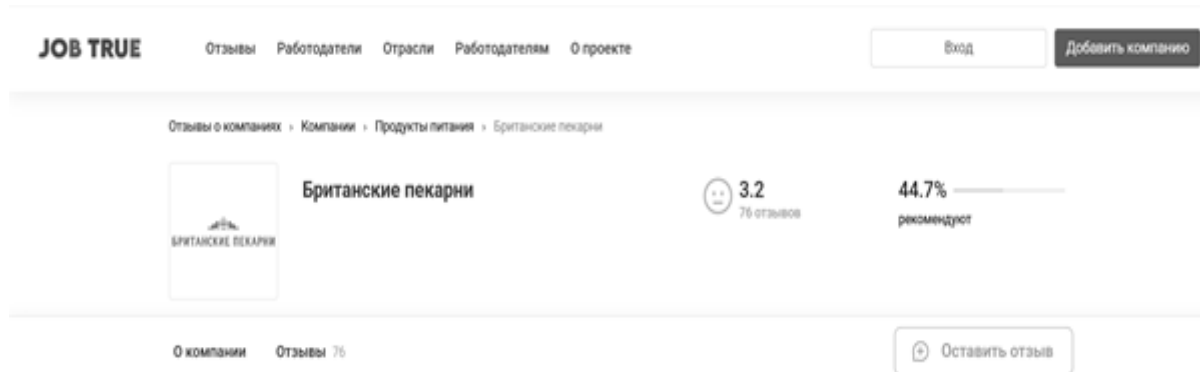 JOB TRUE Отзывы Работодатели Отрасли Работодателям О проекте Вход Добавить компанию
Отзывы о компаниях › Компании › Продукты питания › Британские пекарни
Британские пекарни 3.2 44.7%
76 отзывов рекомендуют
БРИТАНСКИЕ ПЕКАРНИ
О компании Отзывы 76 Оставить отзыв